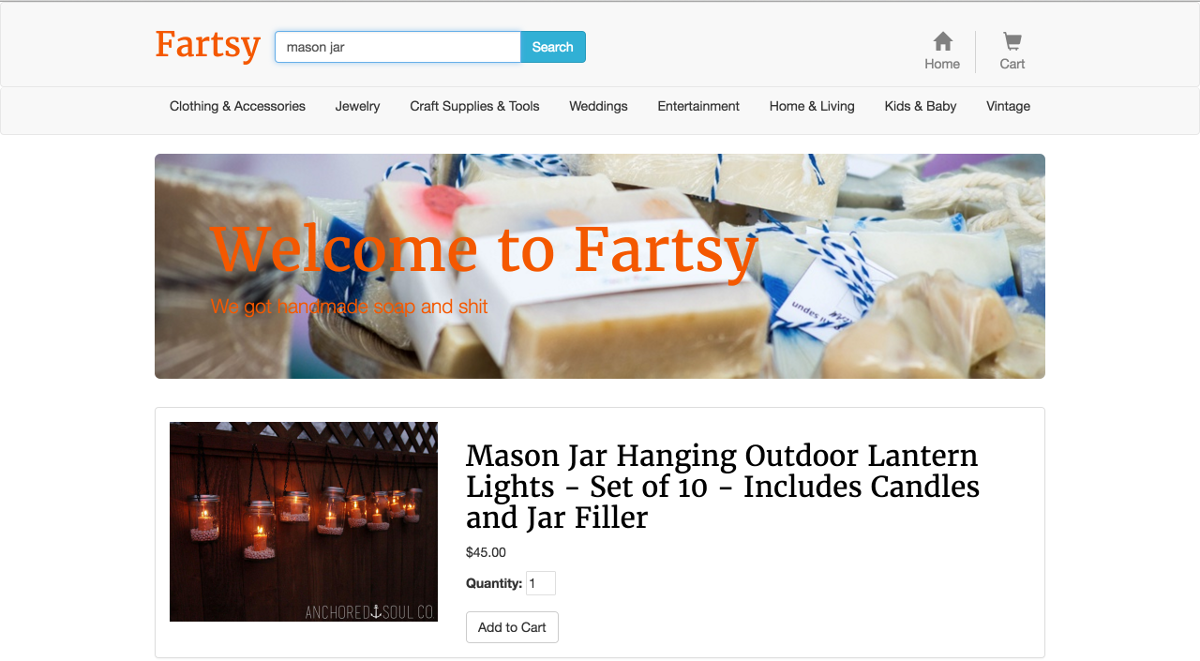 Fartsy
mason jar
Search
Home
Cart
Clothing & Accessories
Jewelry
Craft Supplies & Tools
Weddings
Entertainment
Home & Living
Kids & Baby
Vintage
Welcome to Fartsy
We got handmade soap and shit
undes
Mason Jar Hanging Outdoor Lantern
Lights - Set of 10 - Includes Candles
and Jar Filler
$45.00
Quantity: 1
Add to Cart
ANCHORED SOUL CO.